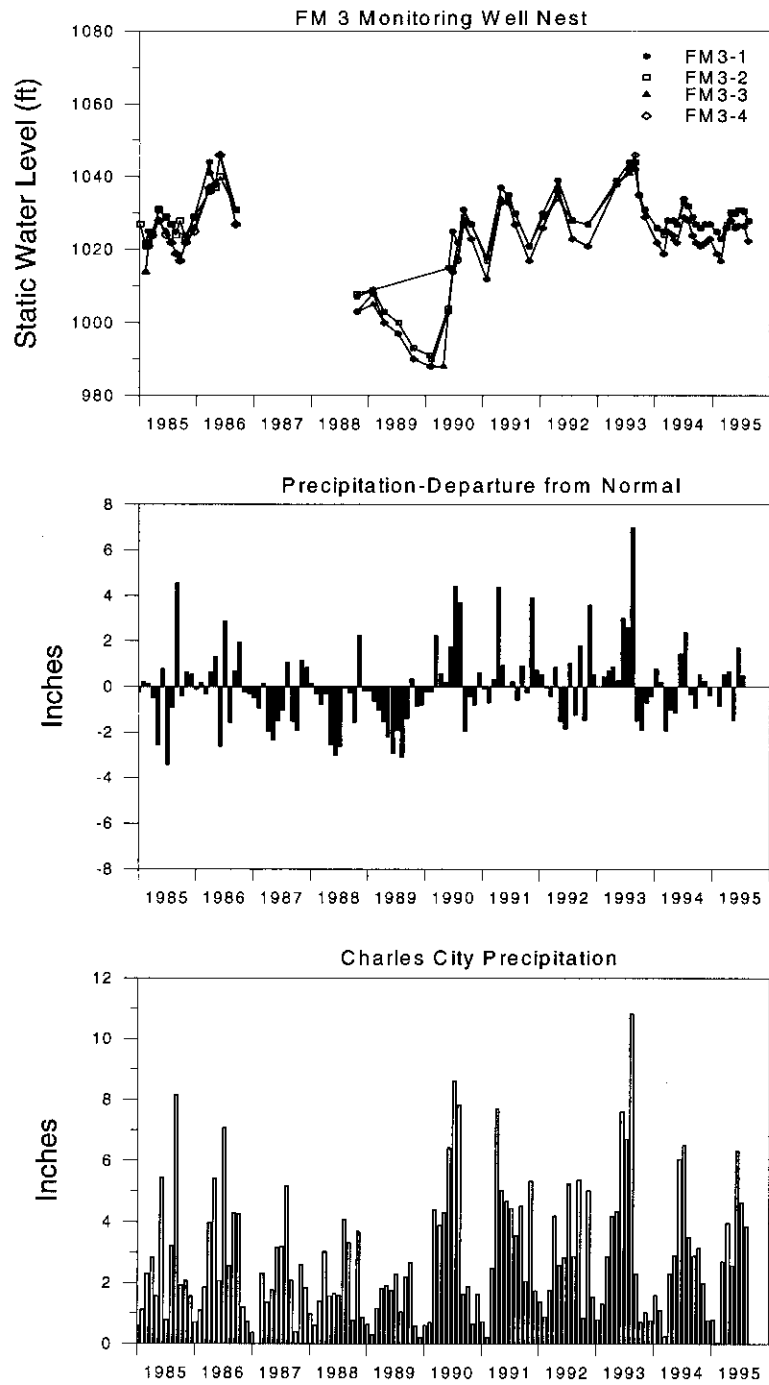 FM 3 Monitoring Well Nest
1080
1060
1040
1020
1000
980
Static Water Level (ft)
FM3-1
FM3-2
FM3-3
FM3-4
1985 1986 1987 1988 1989 1990 1991 1992 1993 1994 1995
Precipitation-Departure from Normal
8
6
4
2
0
-2
-4
-6
-8
Inches
1985 1986 1987 1988 1989 1990 1991 1992 1993 1994 1995
Charles City Precipitation
12
10
8
6
4
2
0
Inches
1985 1986 1987 1988 1989 1990 1991 1992 1993 1994 1995